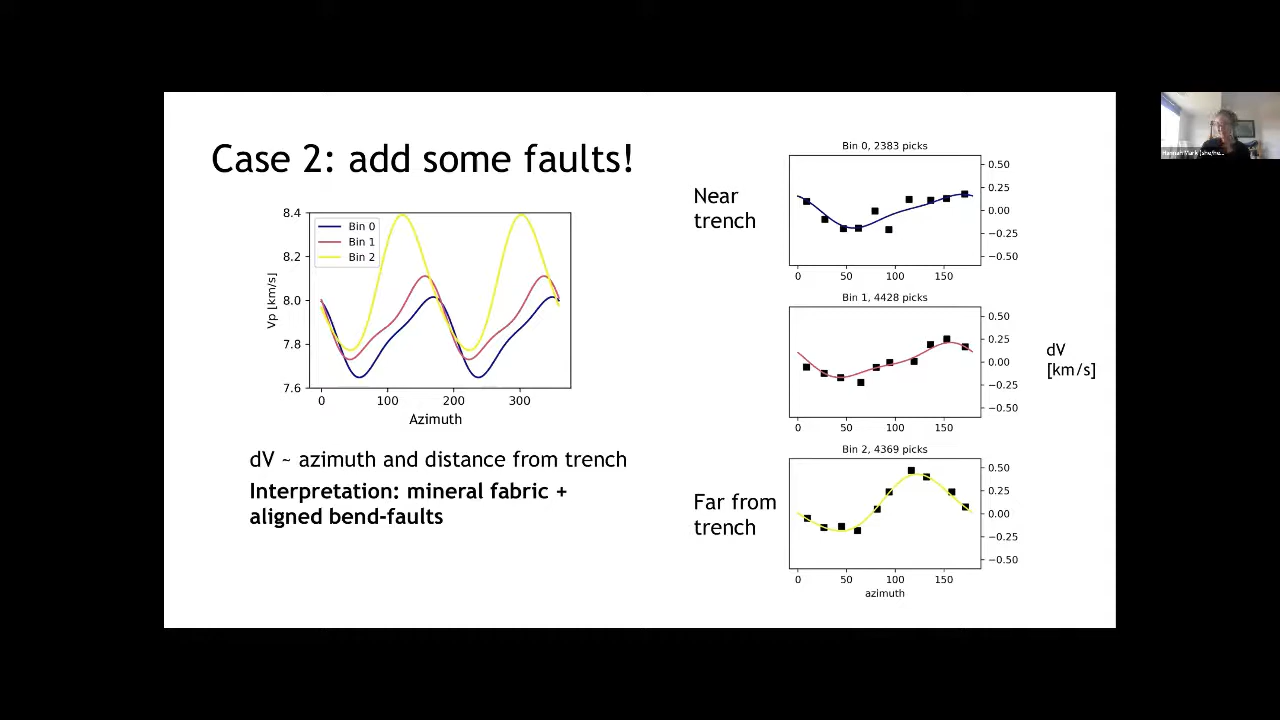 Case 2: add some faults!
8.4
8.2
8.0
7.8
7.6
Vp [km/s]
Bin 0
Bin 1
Bin 2
0 100 200 300
Azimuth
dV ~ azimuth and distance from trench
Interpretation: mineral fabric +
aligned bend-faults
Near
trench
Bin 0, 2383 picks
0.50
0.25
0.00
−0.25
−0.50
0 50 100 150
Bin 1, 4428 picks
0.50
0.25
0.00
−0.25
−0.50
0 50 100 150
dV
[km/s]
Far from
trench
Bin 2, 4369 picks
0.50
0.25
0.00
−0.25
−0.50
0 50 100 150
azimuth
Hannah Mark (she/he...